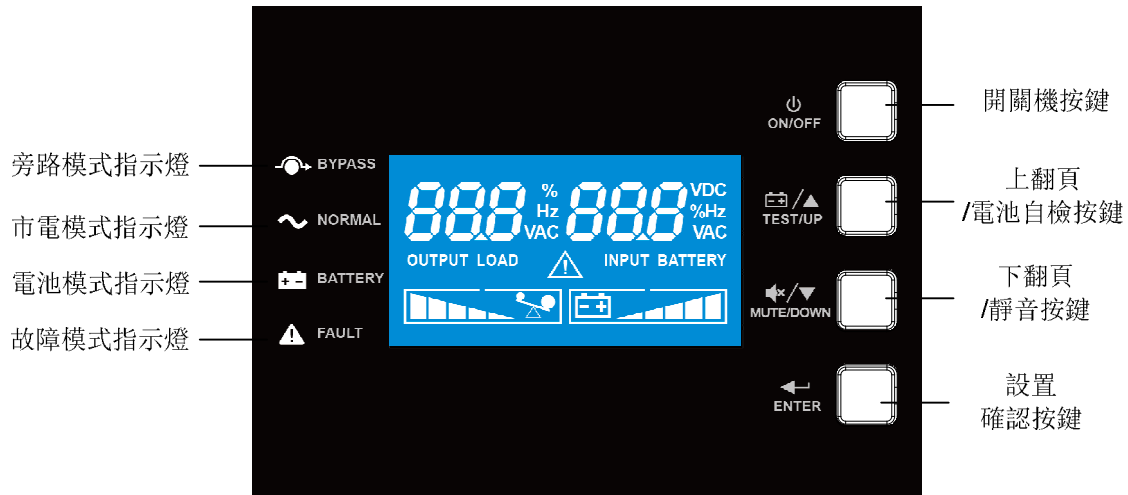 旁路模式指示燈
市電模式指示燈
電池模式指示燈
故障模式指示燈
BYPASS
NORMAL
BATTERY
FAULT
888 % Hz VAC 888 VDC %Hz VAC
OUTPUT LOAD INPUT BATTERY
ON/OFF
TEST/UP
MUTE/DOWN
ENTER
開關機按鍵
上翻頁
/電池自檢按鍵
下翻頁
/靜音按鍵
設置
確認按鍵